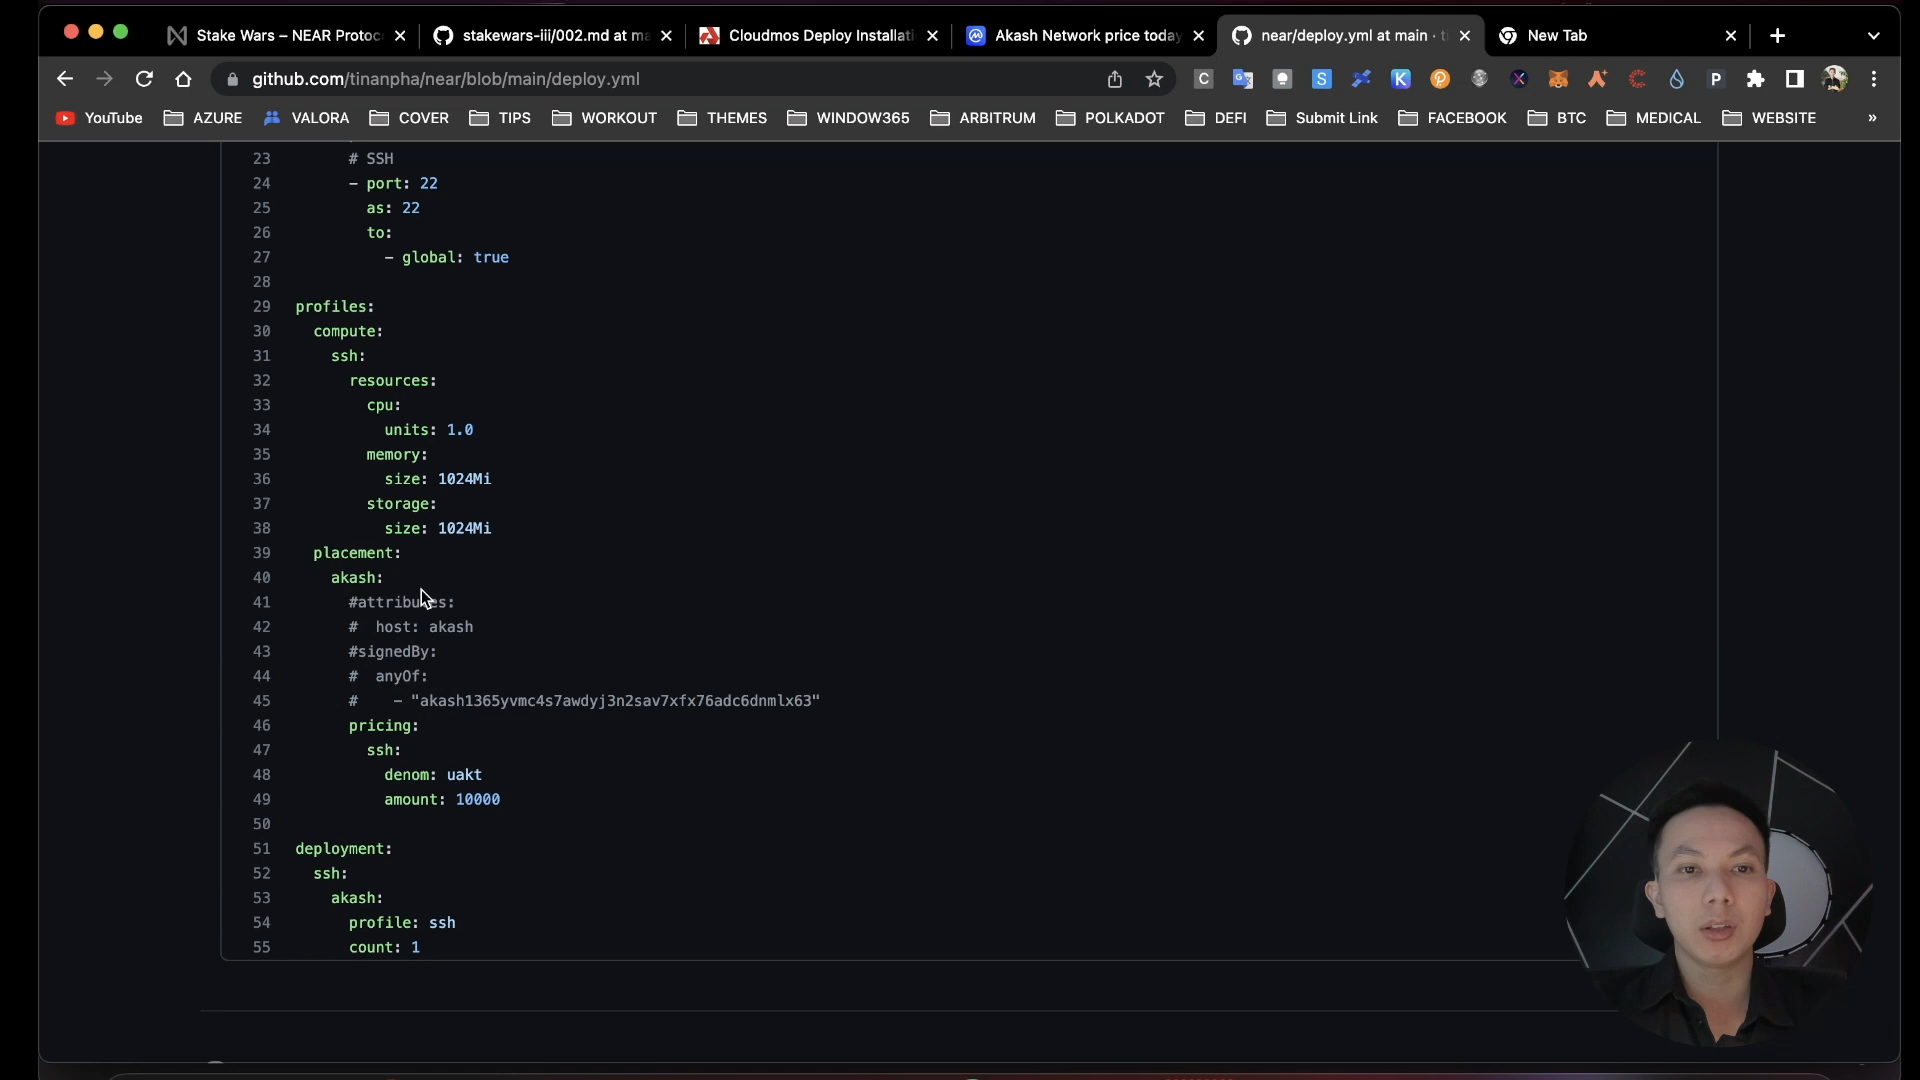 Stake Wars – NEAR Protoc
stakewars-iii/002.md at ma
Cloudmos Deploy Installati
Akash Network price today
near/deploy.yml at main · ti
New Tab
github.com/tinanpha/near/blob/main/deploy.yml
YouTube
AZURE
VALORA
COVER
TIPS
WORKOUT
THEMES
WINDOW365
ARBITRUM
POLKADOT
DEFI
Submit Link
FACEBOOK
BTC
MEDICAL
WEBSITE
»
23 # SSH
24 - port: 22
25 as: 22
26 to:
27 - global: true
28
29 profiles:
30 compute:
31 ssh:
32 resources:
33 cpu:
34 units: 1.0
35 memory:
36 size: 1024Mi
37 storage:
38 size: 1024Mi
39 placement:
40 akash:
41 #attributes:
42 # host: akash
43 #signedBy:
44 # anyOf:
45 # - "akash1365yvmc4s7awdyj3n2sav7xfx76adc6dnmlx63"
46 pricing:
47 ssh:
48 denom: uakt
49 amount: 10000
50
51 deployment:
52 ssh:
53 akash:
54 profile: ssh
55 count: 1